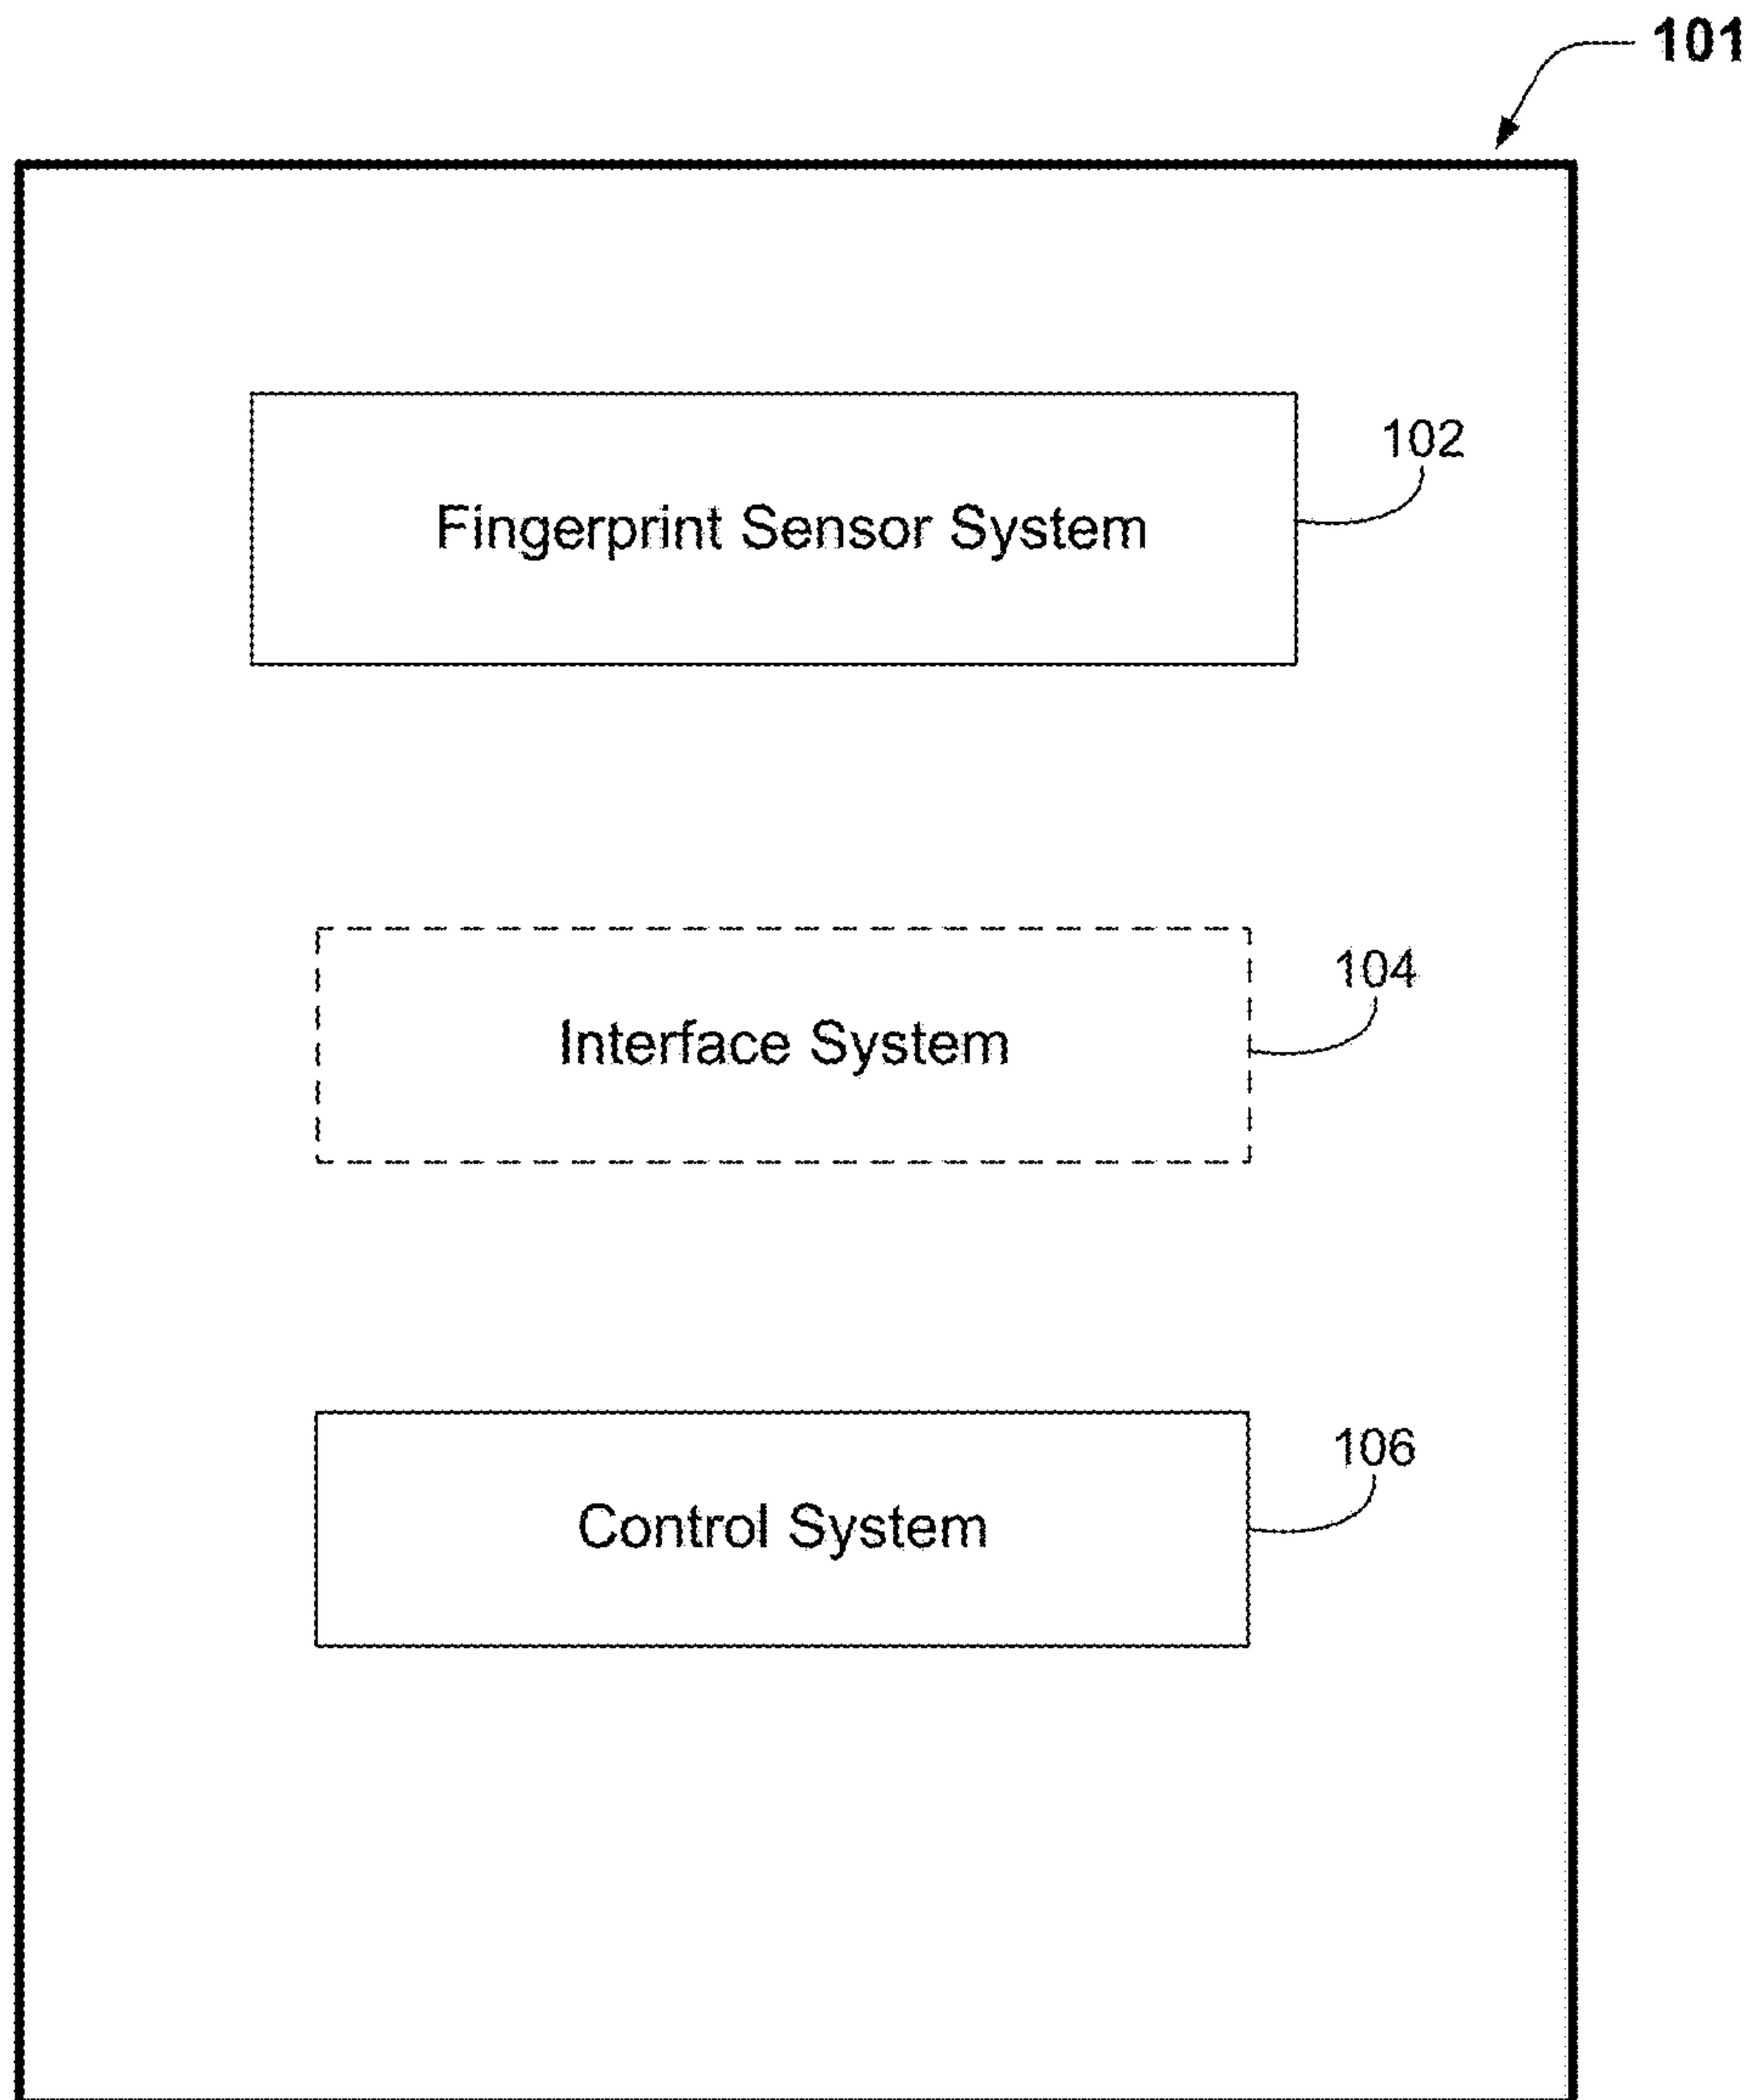 101
102
Fingerprint Sensor System
104
Interface System
106
Control System